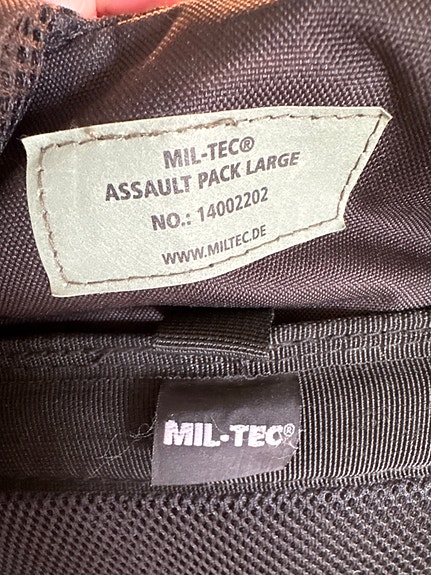 MIL-TEC®
ASSAULT PACK LARGE
NO.: 14002202
WWW.MILTEC.DE
MIL-TEC®